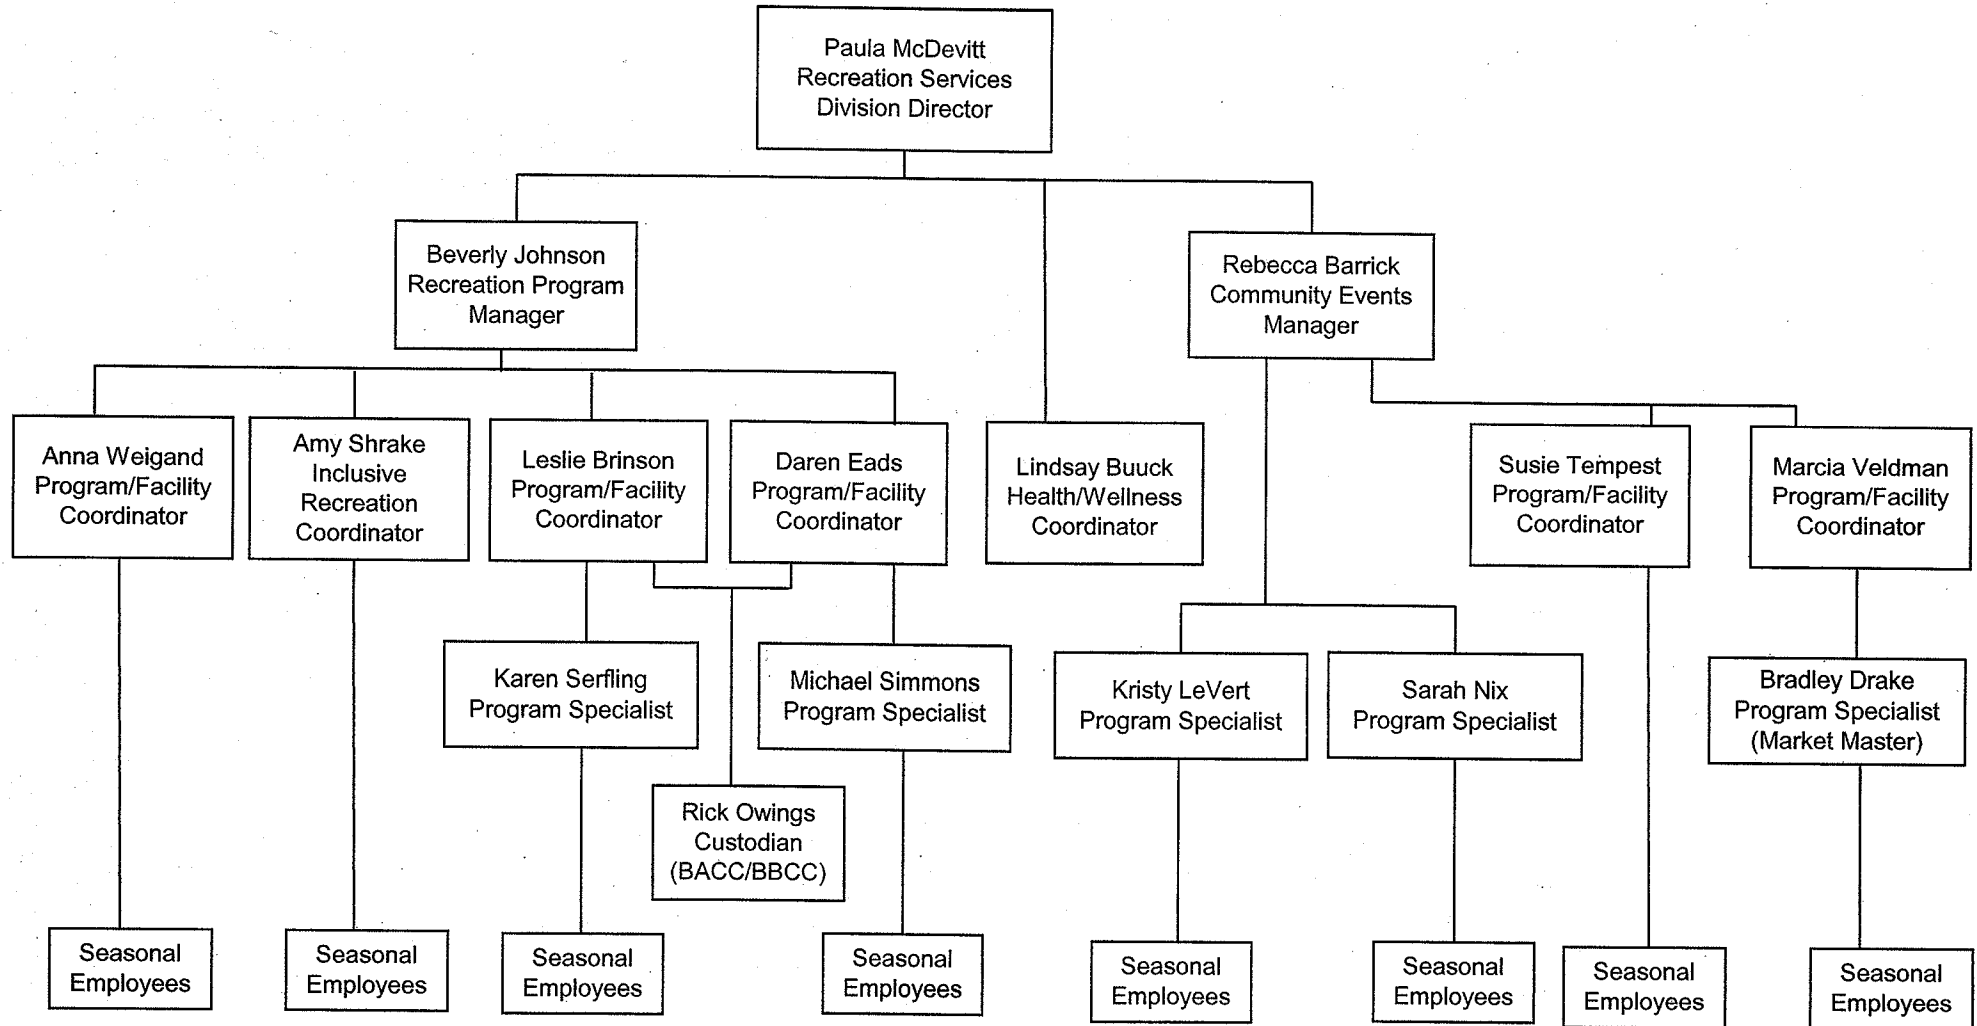 Paula McDevitt
Recreation Services
Division Director
Beverly Johnson
Recreation Program
Manager
Rebecca Barrick
Community Events
Manager
Anna Weigand
Program/Facility
Coordinator
Amy Shrake
Inclusive
Recreation
Coordinator
Leslie Brinson
Program/Facility
Coordinator
Daren Eads
Program/Facility
Coordinator
Lindsay Buuck
Health/Wellness
Coordinator
Susie Tempest
Program/Facility
Coordinator
Marcia Veldman
Program/Facility
Coordinator
Karen Serfling
Program Specialist
Michael Simmons
Program Specialist
Kristy LeVert
Program Specialist
Sarah Nix
Program Specialist
Bradley Drake
Program Specialist
(Market Master)
Rick Owings
Custodian
(BACC/BBCC)
Seasonal
Employees
Seasonal
Employees
Seasonal
Employees
Seasonal
Employees
Seasonal
Employees
Seasonal
Employees
Seasonal
Employees
Seasonal
Employees